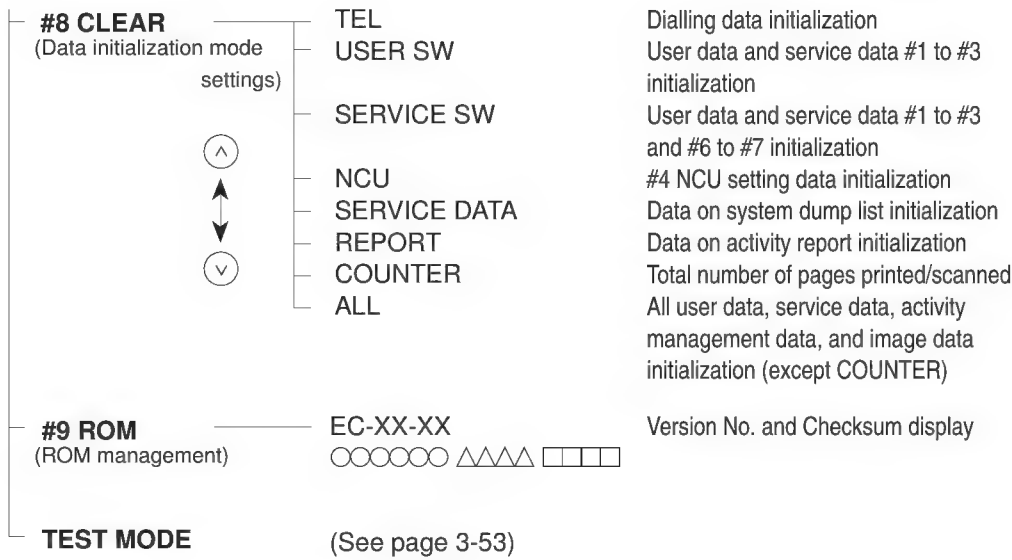 #8 CLEAR TEL Dialling data initialization
(Data initialization mode USER SW User data and service data #1 to #3
settings) initialization
SERVICE SW User data and service data #1 to #3
and #6 to #7 initialization
NCU #4 NCU setting data initialization
SERVICE DATA Data on system dump list initialization
REPORT Data on activity report initialization
COUNTER Total number of pages printed/scanned
ALL All user data, service data, activity
management data, and image data
initialization (except COUNTER)
#9 ROM EC-XX-XX Version No. and Checksum display
(ROM management) ○○○○○○ △△△△ □□□□
TEST MODE (See page 3-53)